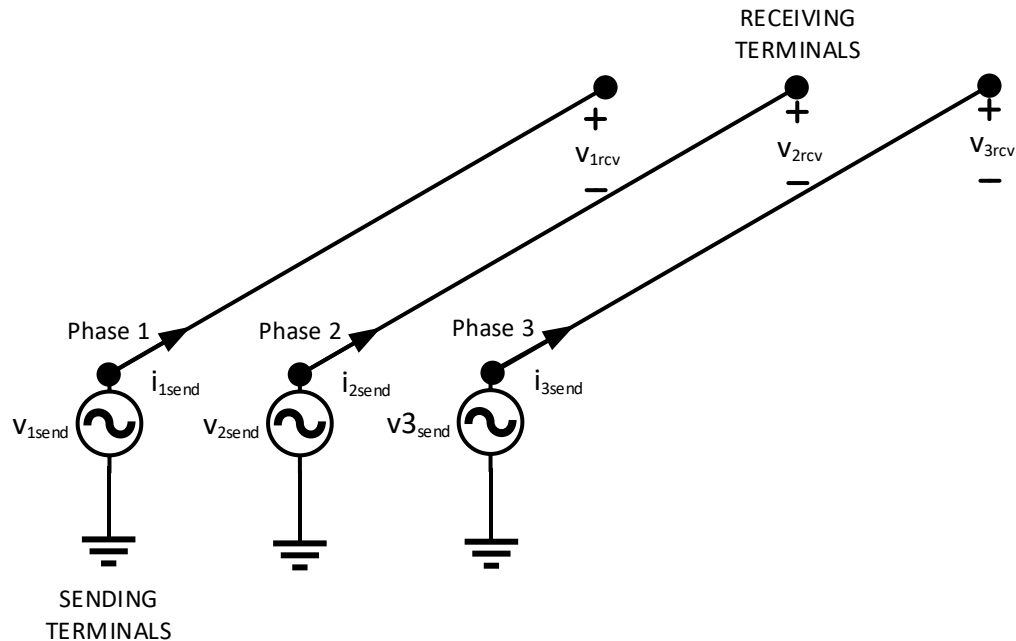 RECEIVING
TERMINALS
+ + +
v1rcv v2rcv v3rcv
− − −
Phase 1 Phase 2 Phase 3
i1send i2send i3send
v1send v2send v3send
SENDING
TERMINALS